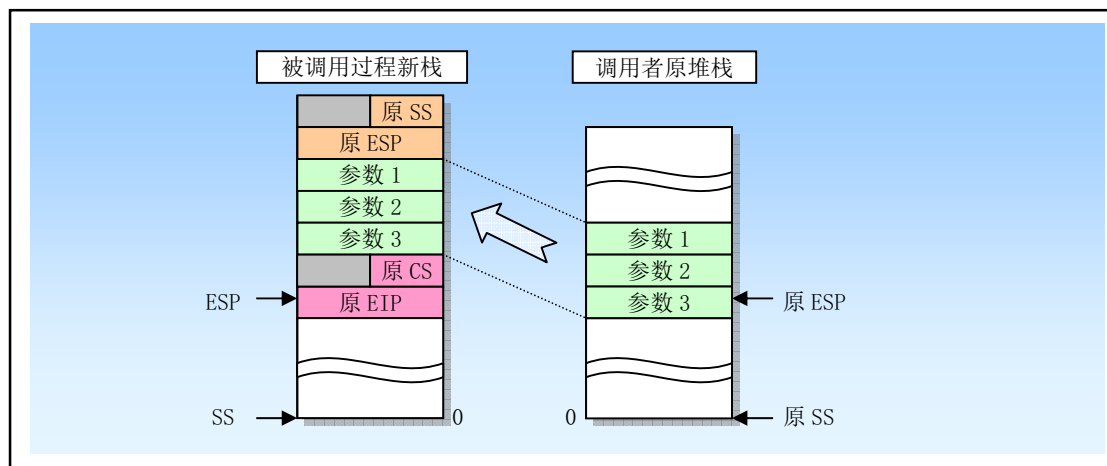 被调用过程新栈
调用者原堆栈
原 SS
原 ESP
参数 1
参数 2
参数 3
原 CS
原 EIP
ESP
SS
0
参数 1
参数 2
参数 3
原 ESP
0
原 SS